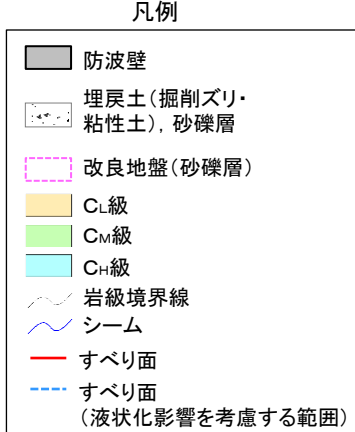 凡例
防波壁
埋戻土(掘削ズリ・
粘性土)，砂礫層
改良地盤(砂礫層)
CL級
CM級
CH級
岩級境界線
シーム
すべり面
すべり面
(液状化影響を考慮する範囲)